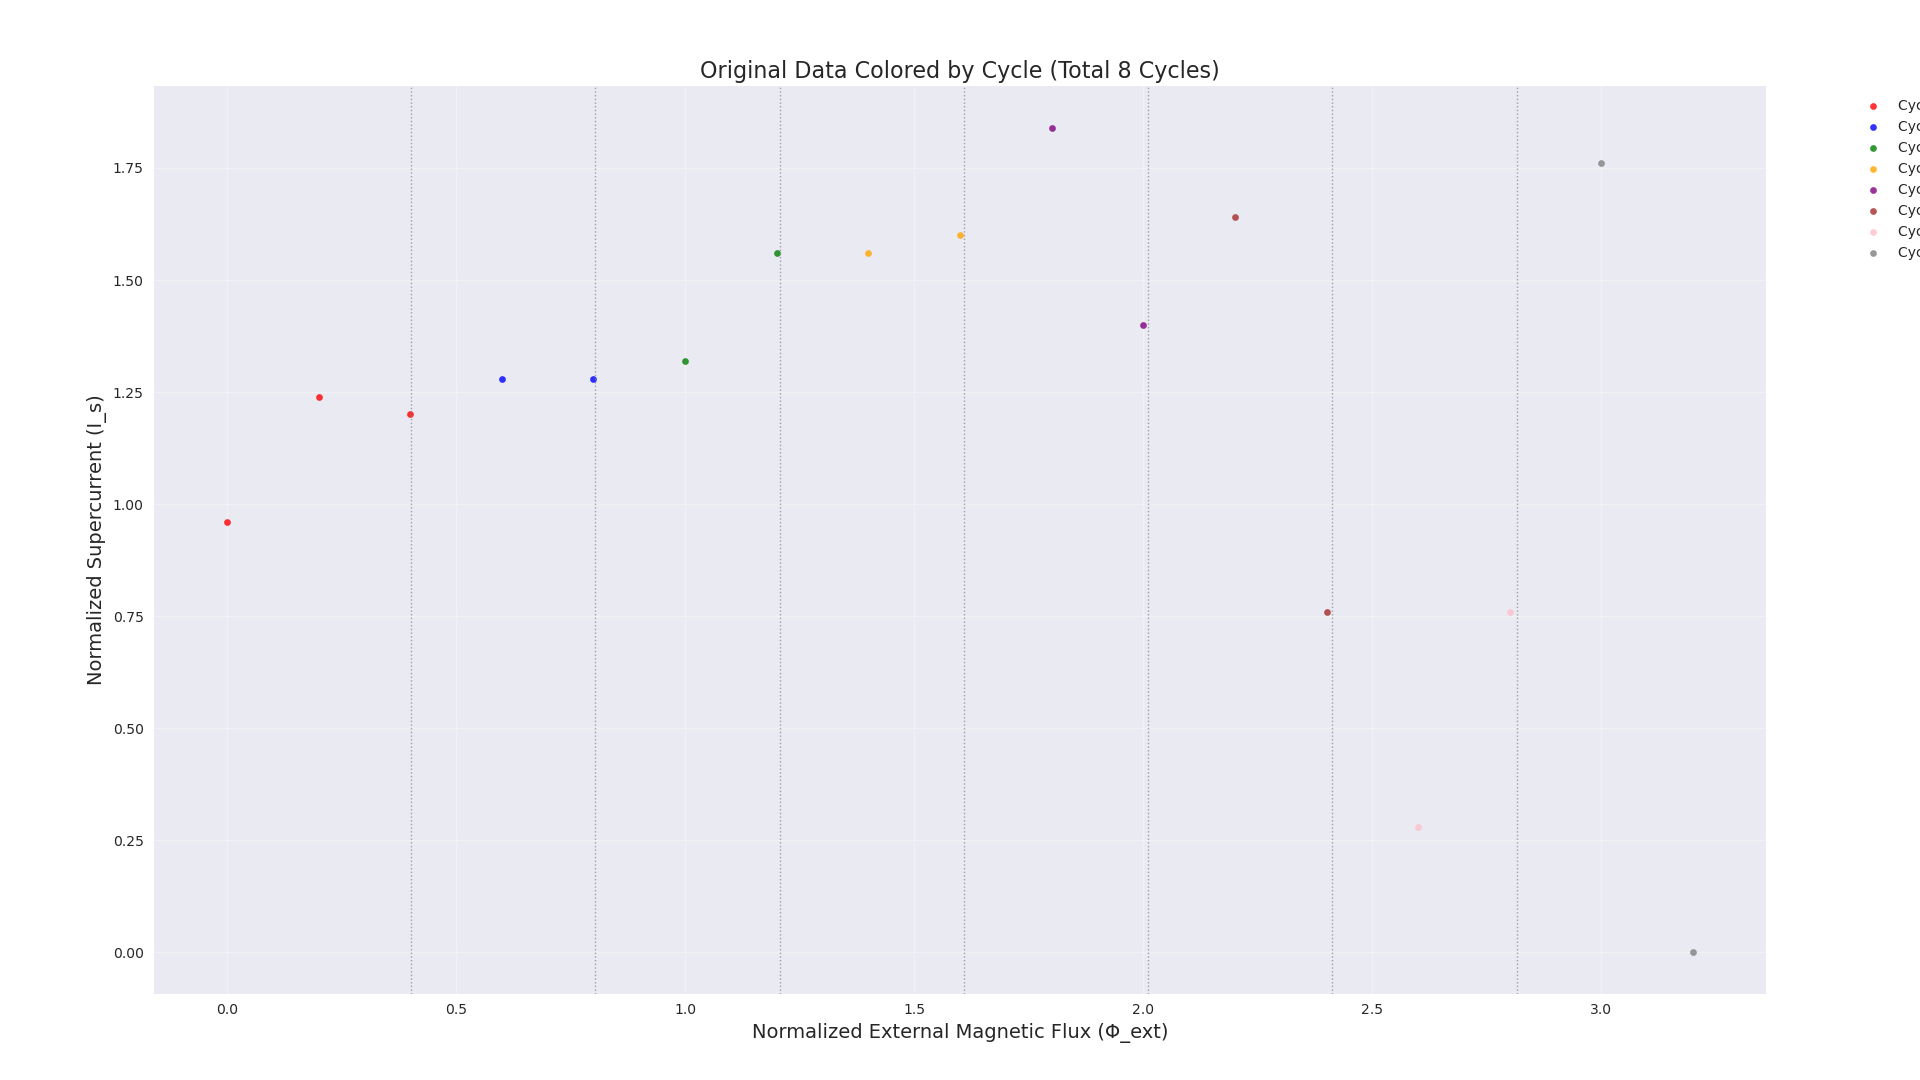 Original Data Colored by Cycle (Total 8 Cycles)
Cyc
Cyc
Cyc
Cyc
Cyc
Cyc
Cyc
Cyc
Normalized Supercurrent (I_s)
1.75
1.50
1.25
1.00
0.75
0.50
0.25
0.00
0.0 0.5 1.0 1.5 2.0 2.5 3.0
Normalized External Magnetic Flux (Φ_ext)